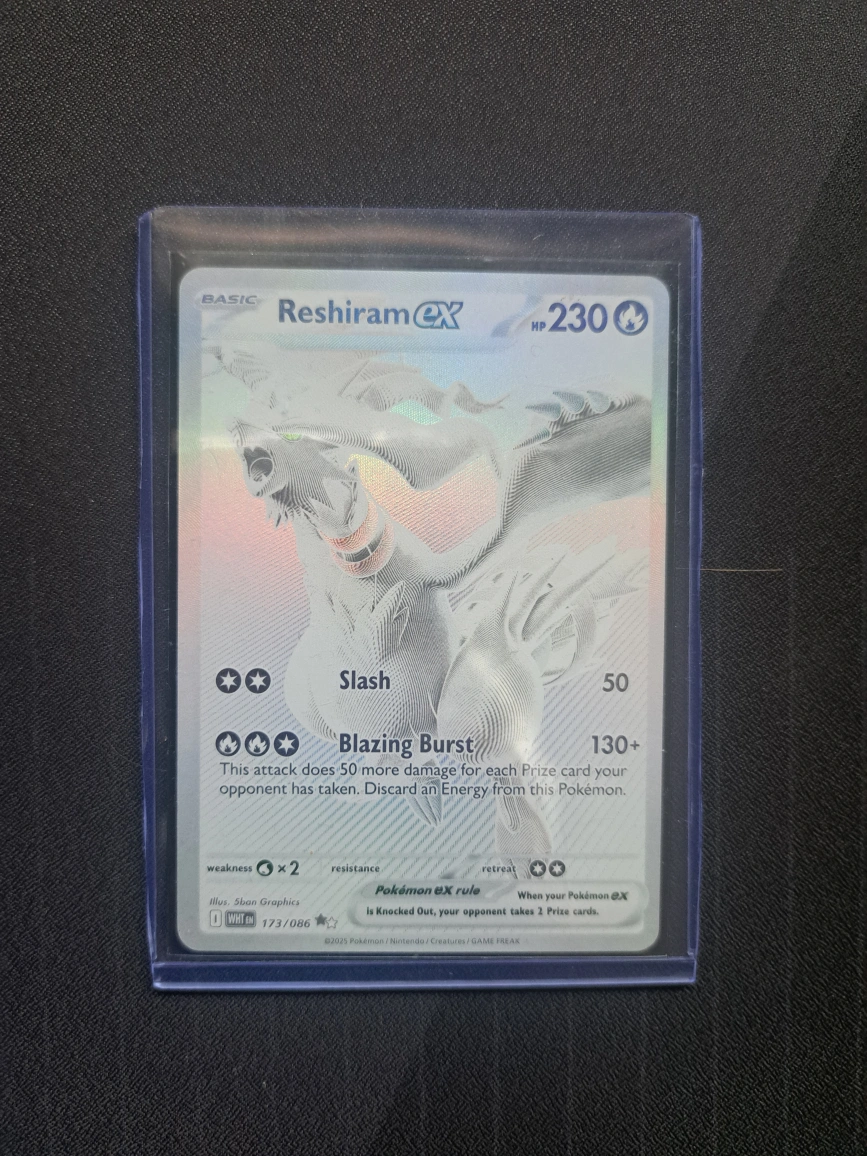 BASIC Reshiram ex HP 230
Slash 50
Blazing Burst 130+
This attack does 50 more damage for each Prize card your
opponent has taken. Discard an Energy from this Pokémon.
weakness ×2 resistance retreat
Pokémon ex rule When your Pokémon ex
is Knocked Out, your opponent takes 2 Prize cards.
Illus. 5ban Graphics
I WHT EN 173/086
©2025 Pokémon / Nintendo / Creatures / GAME FREAK